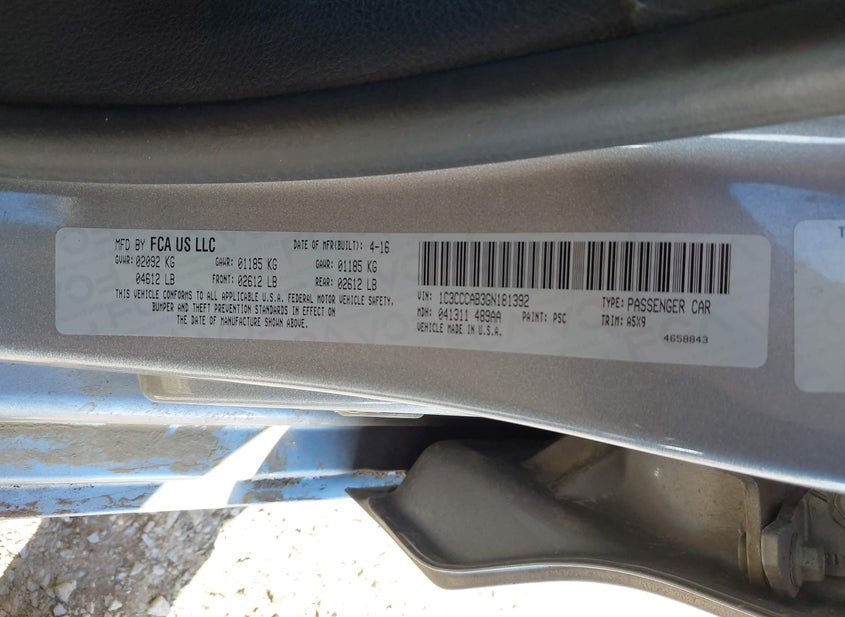 MFD BY FCA US LLC DATE OF MFR(BUILT): 4-16
GVWR: 02092 KG GAWR: 01185 KG GAWR: 01185 KG
04612 LB FRONT: 02612 LB REAR: 02612 LB
THIS VEHICLE CONFORMS TO ALL APPLICABLE U.S.A. FEDERAL MOTOR VEHICLE SAFETY,
BUMPER AND THEFT PREVENTION STANDARDS IN EFFECT ON
THE DATE OF MANUFACTURE SHOWN ABOVE.
VIN: 1C3CCCAB3GN181392 TYPE: PASSENGER CAR
MDH: 041311 489AA PAINT: PSC TRIM: A5X9
VEHICLE MADE IN U.S.A.
4658843